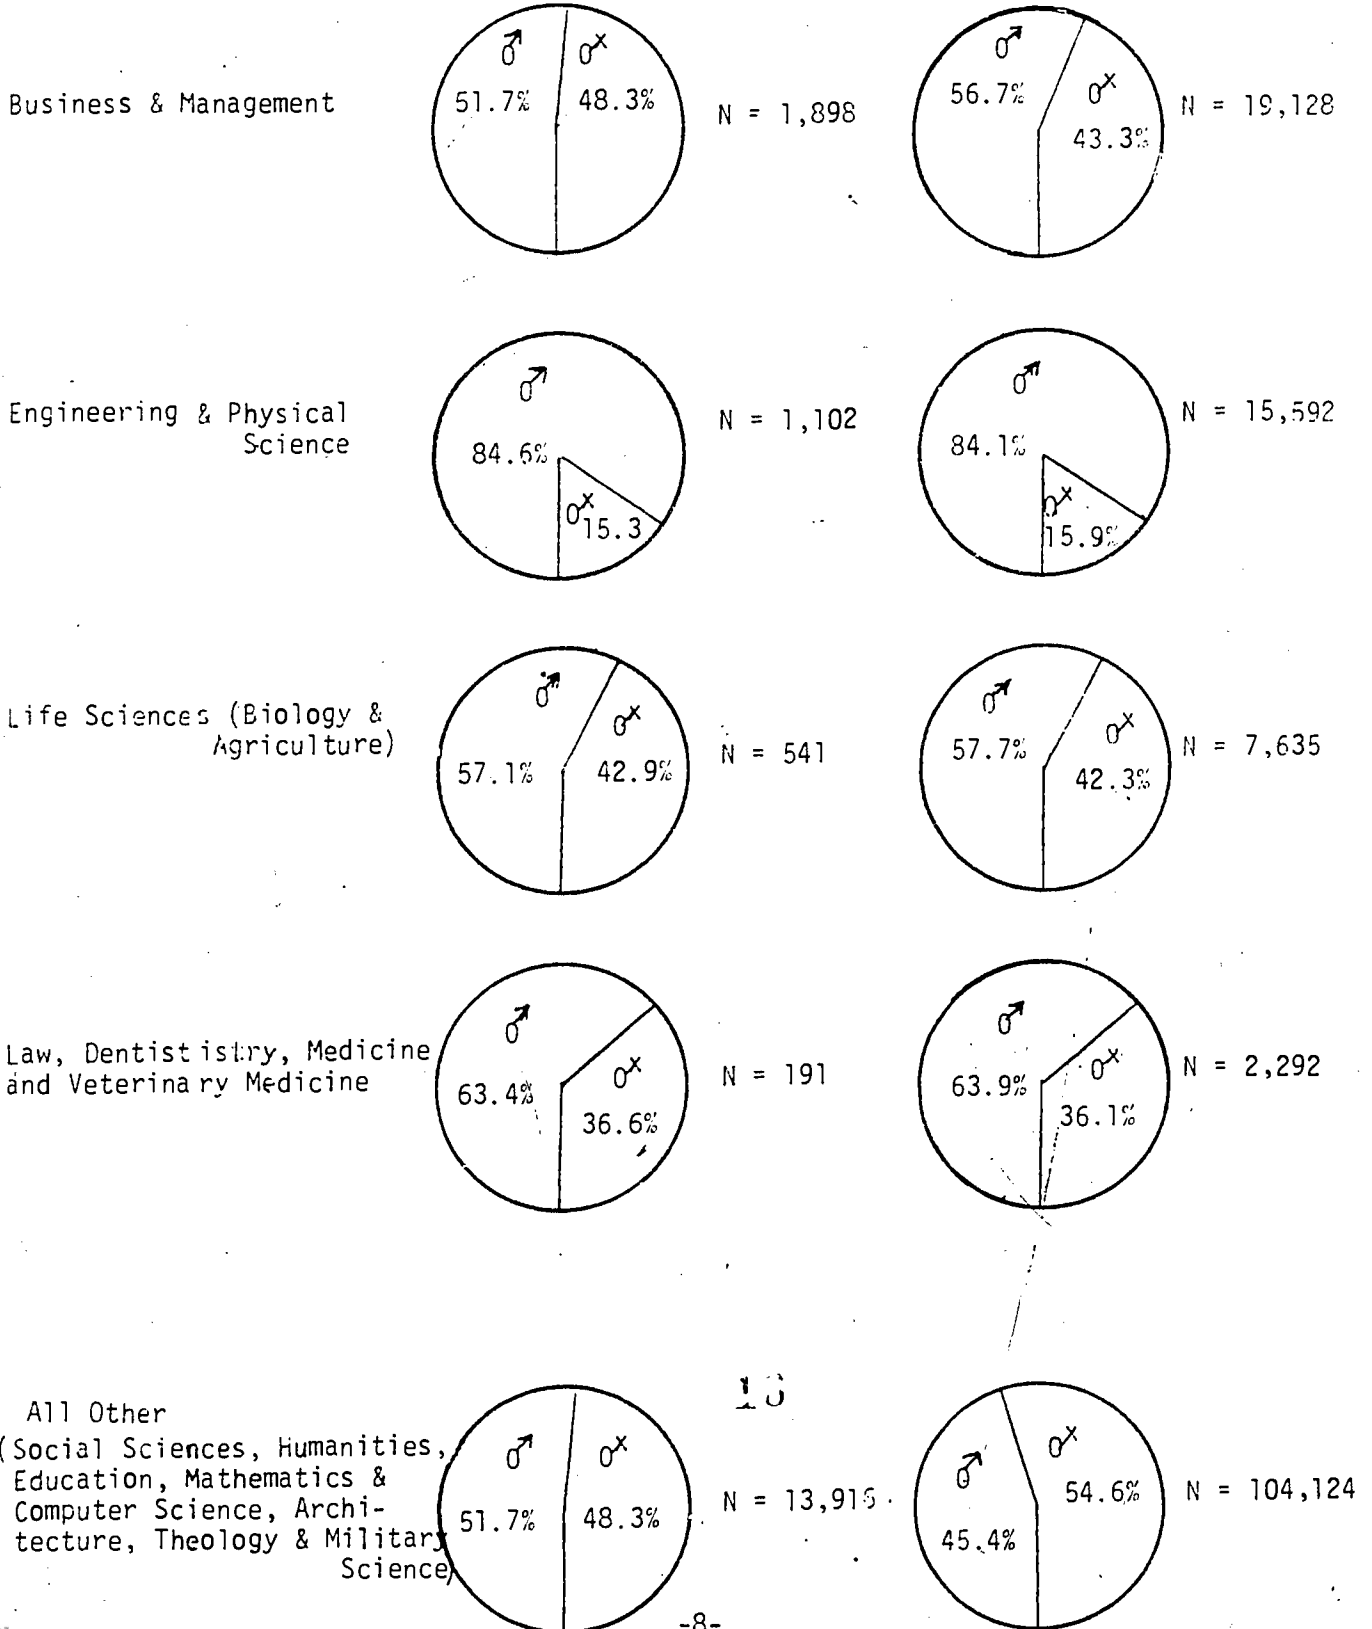 ♂ ♀
51.7% 48.3%
Business & Management
N = 1,898
♂ ♀
56.7%
43.3%
N = 19,128
Engineering & Physical
Science
♂
84.6%
♀
15.3
N = 1,102
♂
84.1%
♀
15.9%
N = 15,592
Life Sciences (Biology &
Agriculture)
♂ ♀
57.1% 42.9%
N = 541
♂ ♀
57.7%
42.3%
N = 7,635
Law, Dentististry, Medicine
and Veterinary Medicine
♂ ♀
63.4%
36.6%
N = 191
♂ ♀
63.9%
36.1%
N = 2,292
All Other
(Social Sciences, Humanities,
Education, Mathematics &
Computer Science, Archi-
tecture, Theology & Military
Science)
♂ ♀
51.7% 48.3%
N = 13,915
♂ ♀
54.6%
45.4%
N = 104,124
-8-